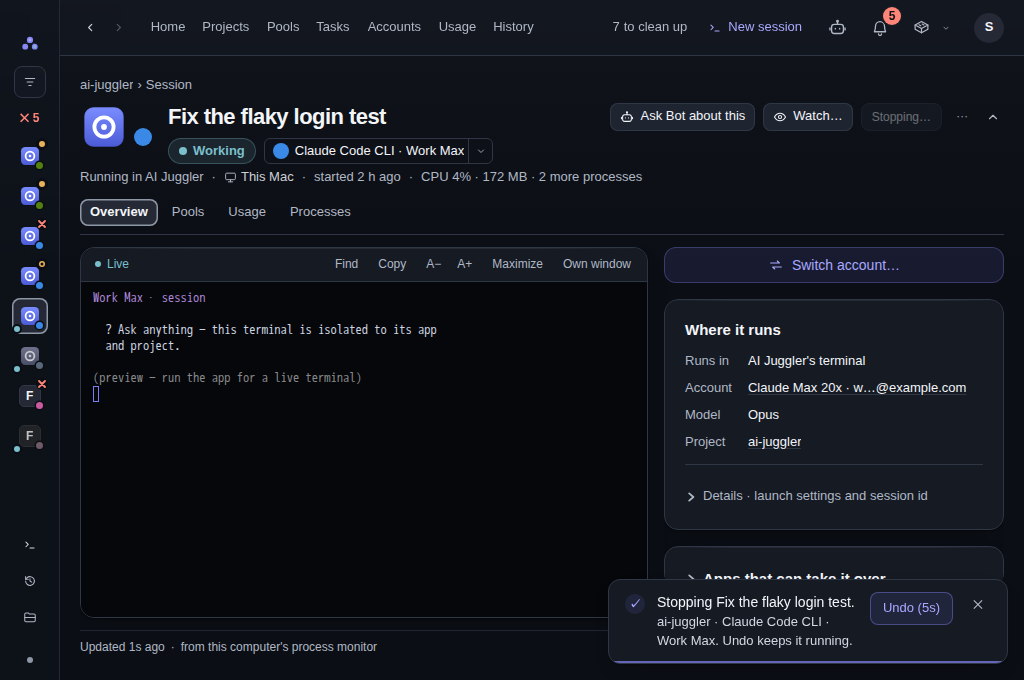 Home Projects Pools Tasks Accounts Usage History 7 to clean up New session 5 S
ai-juggler › Session
5
Fix the flaky login test
Ask Bot about this Watch… Stopping… ···
Working Claude Code CLI · Work Max
Running in AI Juggler · This Mac · started 2 h ago · CPU 4% · 172 MB · 2 more processes
Overview Pools Usage Processes
Live Find Copy A− A+ Maximize Own window
Work Max · session
? Ask anything — this terminal is isolated to its app
and project.
(preview — run the app for a live terminal)
F
F
Switch account…
Where it runs
Runs in AI Juggler's terminal
Account Claude Max 20x · w…@example.com
Model Opus
Project ai-juggler
Details · launch settings and session id
Apps that can take it over
Stopping Fix the flaky login test.
ai-juggler · Claude Code CLI ·
Work Max. Undo keeps it running.
Undo (5s)
Updated 1s ago · from this computer's process monitor